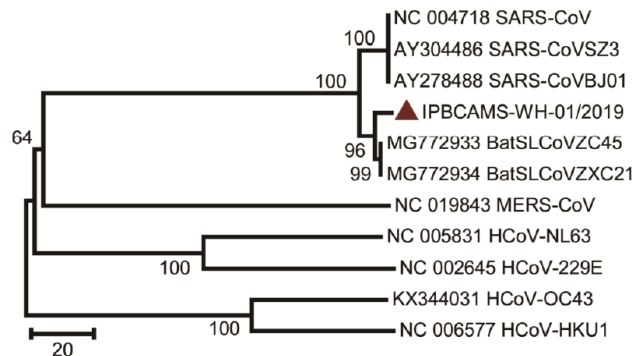 NC 004718 SARS-CoV
100
AY304486 SARS-CoVSZ3
100
AY278488 SARS-CoVBJ01
IPBCAMS-WH-01/2019
64
96
MG772933 BatSLCoVZC45
99
MG772934 BatSLCoVZXC21
NC 019843 MERS-CoV
NC 005831 HCoV-NL63
100
NC 002645 HCoV-229E
KX344031 HCoV-OC43
100
NC 006577 HCoV-HKU1
20